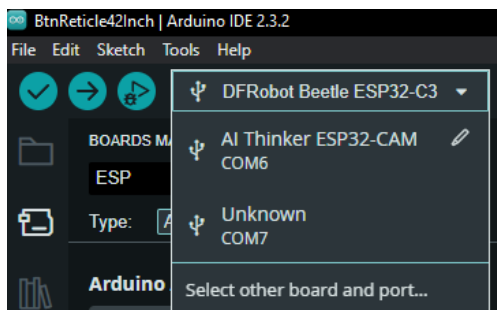 BtnReticle42Inch | Arduino IDE 2.3.2
File Edit Sketch Tools Help
DFRobot Beetle ESP32-C3
BOARDS MA
AI Thinker ESP32-CAM
COM6
ESP
Type: A
Unknown
COM7
Arduino
Select other board and port...